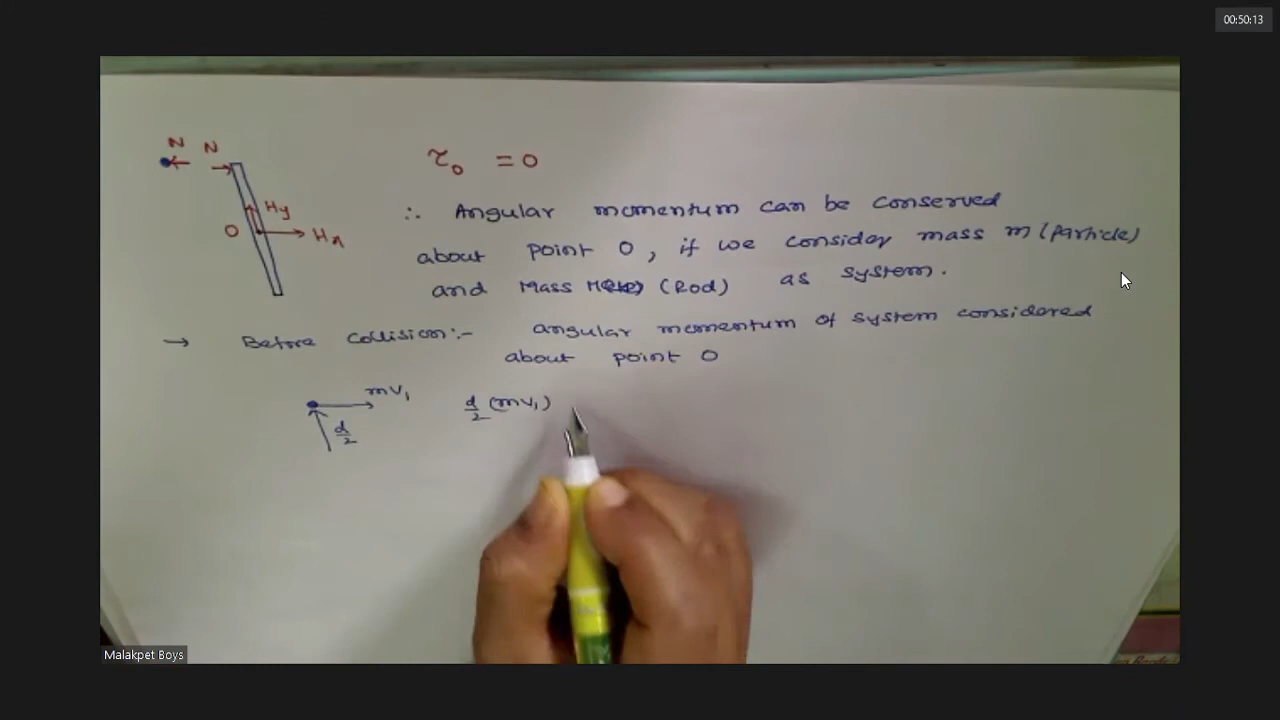 00:50:13
N N
τ₀ = 0
Hy
O
Hx
∴ Angular momentum can be conserved
about point O, if we consider mass m (particle)
and Mass M (Rod) as system.
→ Before Collision:- angular momentum of system considered
about point O
mv₁
d/2
d/2 (mv₁)
Malakpet Boys